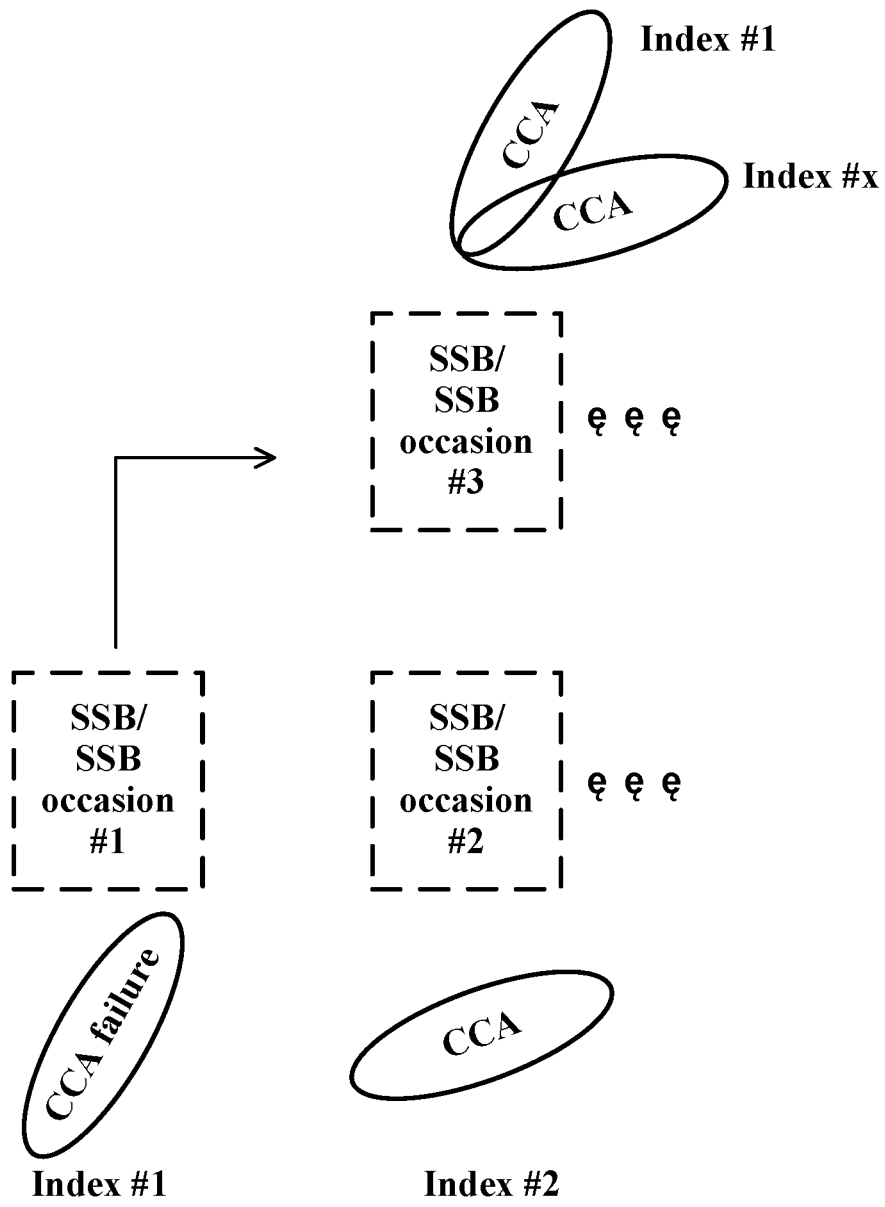 Index #1
CCA
Index #x
CCA
SSB/
SSB
occasion
#3
ę ę ę
SSB/
SSB
occasion
#1
SSB/
SSB
occasion
#2
ę ę ę
CCA failure
CCA
Index #1
Index #2